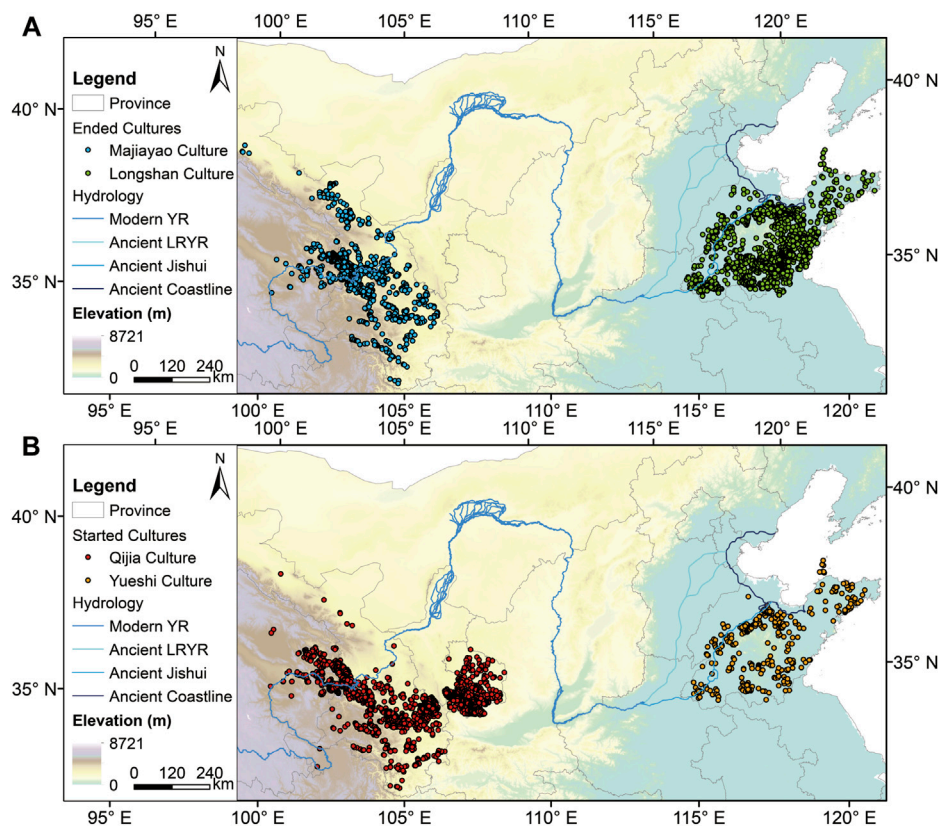 A
95° E 100° E 105° E 110° E 115° E 120° E
N
Legend
Province
Ended Cultures
Majiayao Culture
Longshan Culture
Hydrology
Modern YR
Ancient LRYR
Ancient Jishui
Ancient Coastline
Elevation (m)
8721
0
0 120 240
km
40° N
35° N
40° N
35° N
95° E 100° E 105° E 110° E 115° E 120° E
B
95° E 100° E 105° E 110° E 115° E 120° E
N
Legend
Province
Started Cultures
Qijia Culture
Yueshi Culture
Hydrology
Modern YR
Ancient LRYR
Ancient Jishui
Ancient Coastline
Elevation (m)
8721
0
0 120 240
km
40° N
35° N
40° N
35° N
95° E 100° E 105° E 110° E 115° E 120° E